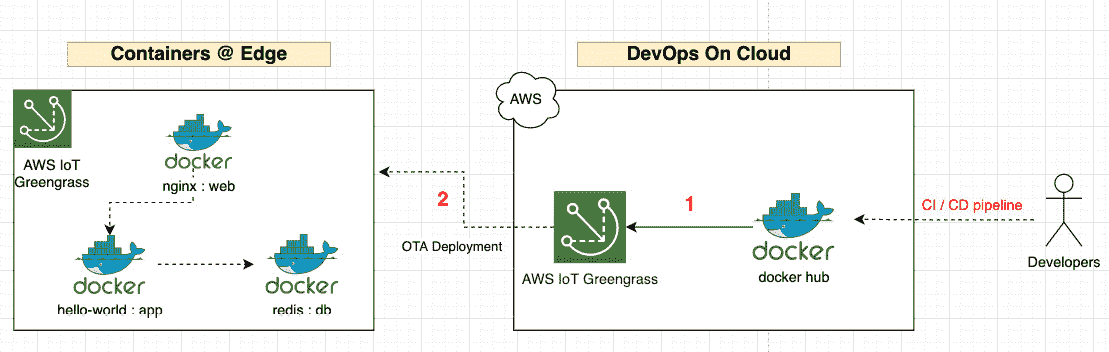 Containers @ Edge
DevOps On Cloud
AWS
AWS IoT
Greengrass
docker
nginx : web
docker
hello-world : app
docker
redis : db
2
OTA Deployment
AWS IoT Greengrass
1
docker
docker hub
CI / CD pipeline
Developers